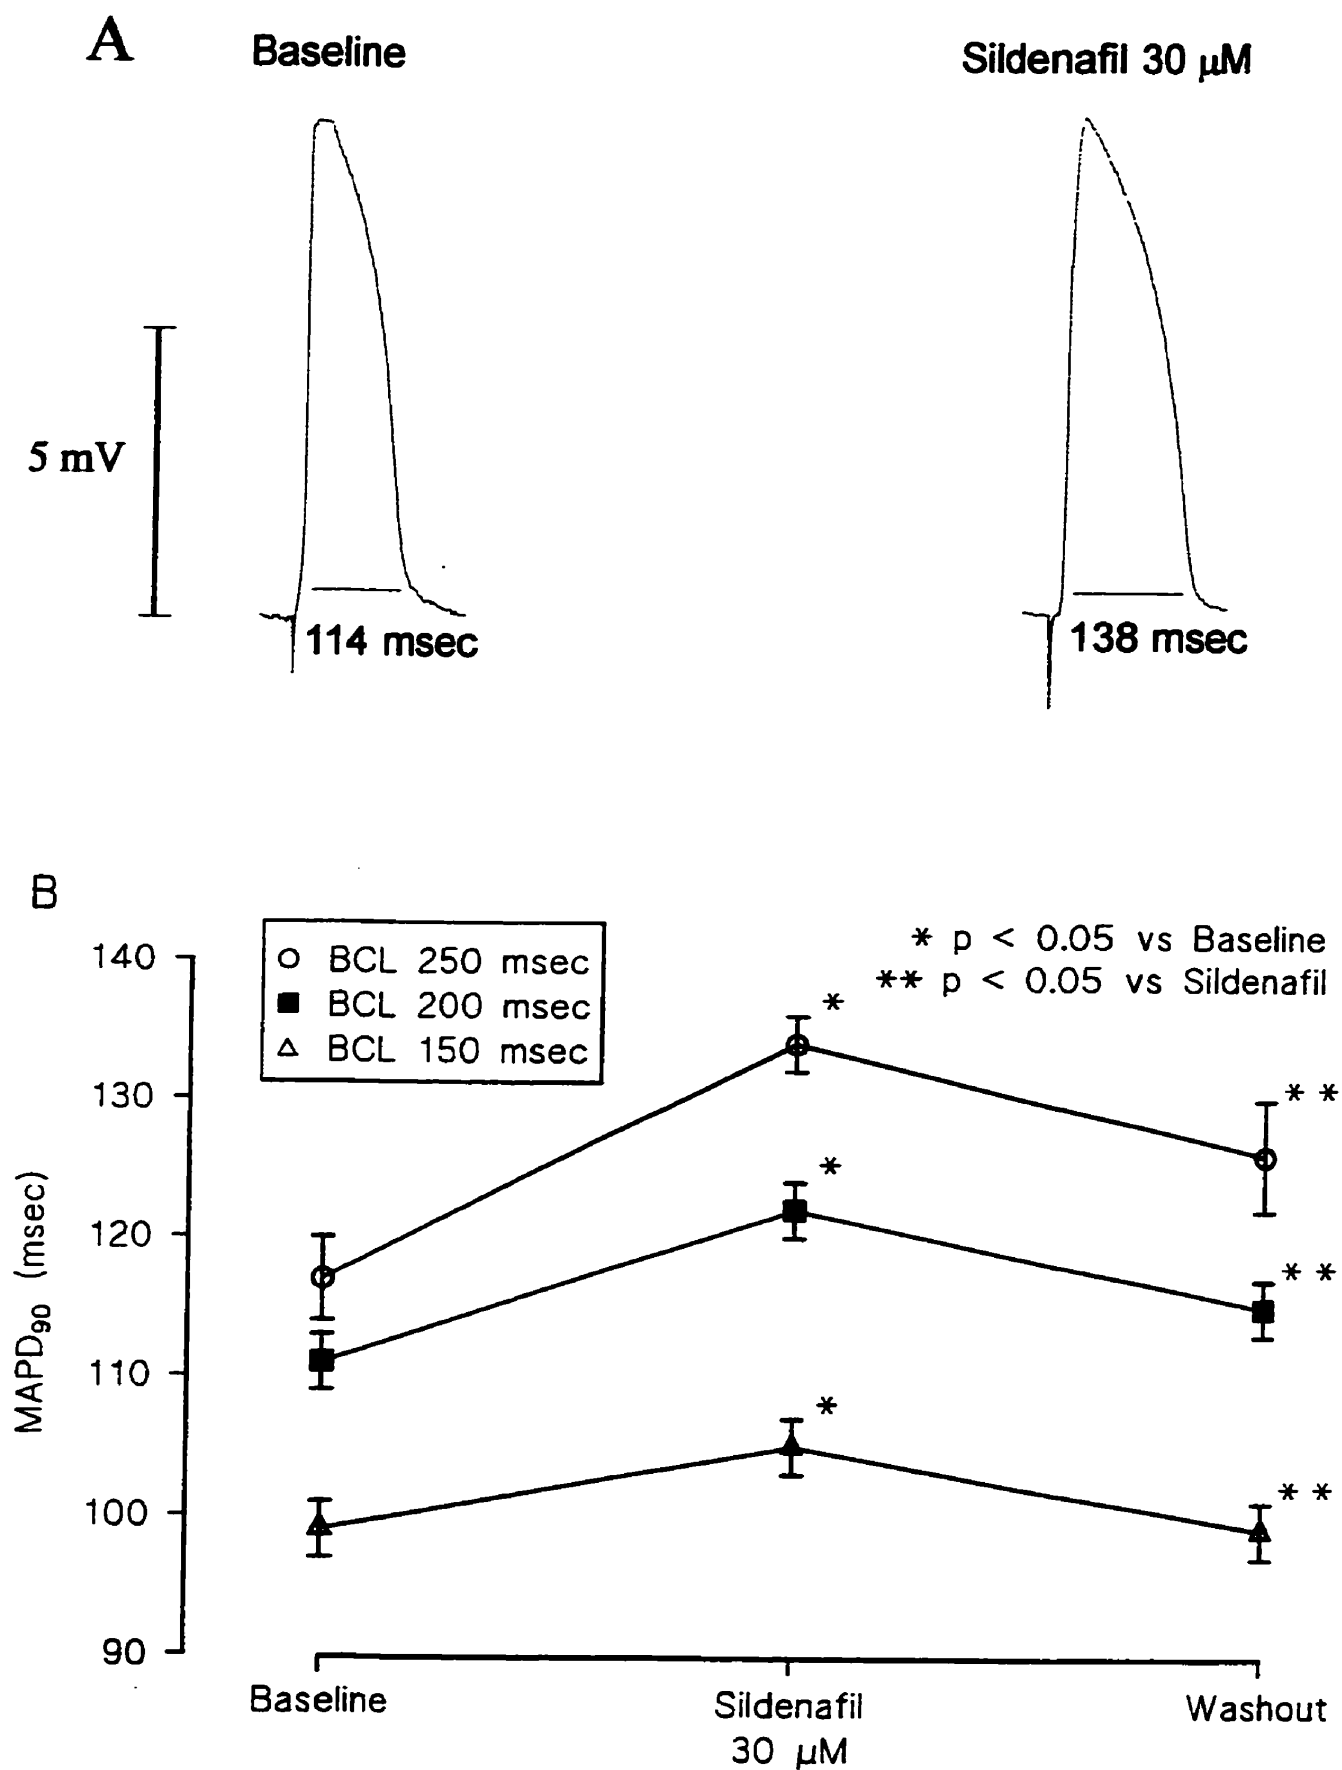 A
Baseline
Sildenafil 30 μM
5 mV
114 msec
138 msec
B
BCL 250 msec
BCL 200 msec
BCL 150 msec
* p < 0.05 vs Baseline
** p < 0.05 vs Sildenafil
MAPD90 (msec)
140
130
120
110
100
90
*
*
*
* *
* *
* *
Baseline
Sildenafil
30 μM
Washout